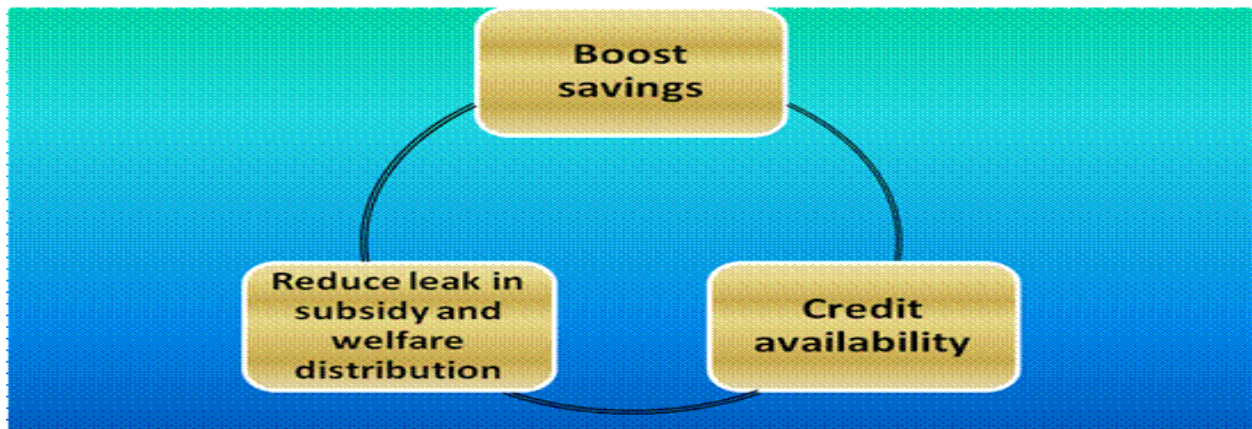 Boost
savings
Reduce leak in
subsidy and
welfare
distribution
Credit
availability